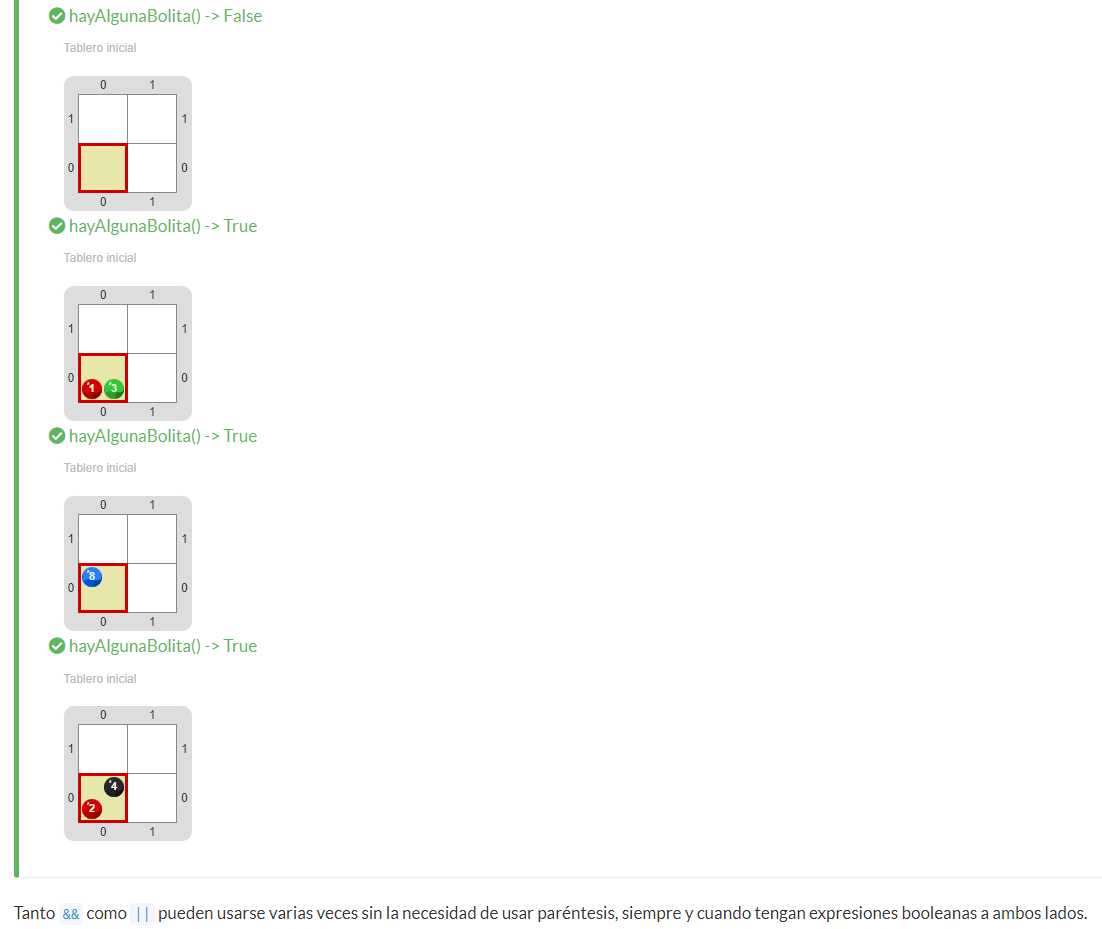 hayAlgunaBolita() -> False
Tablero inicial
0 1
1 1
0 0
0 1
hayAlgunaBolita() -> True
Tablero inicial
0 1
1 1
0 0
1 3
0 1
hayAlgunaBolita() -> True
Tablero inicial
0 1
1 1
8
0 0
0 1
hayAlgunaBolita() -> True
Tablero inicial
0 1
1 1
4
0 0
2
0 1
Tanto && como || pueden usarse varias veces sin la necesidad de usar paréntesis, siempre y cuando tengan expresiones booleanas a ambos lados.